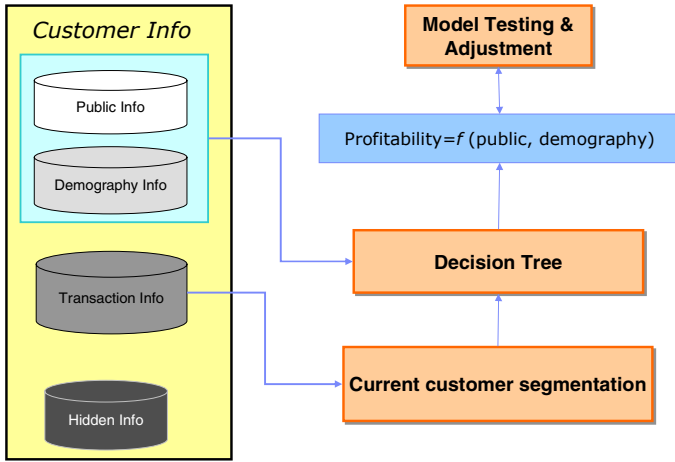 Customer Info
Public Info
Demography Info
Transaction Info
Hidden Info
Model Testing &
Adjustment
Profitability=f (public, demography)
Decision Tree
Current customer segmentation